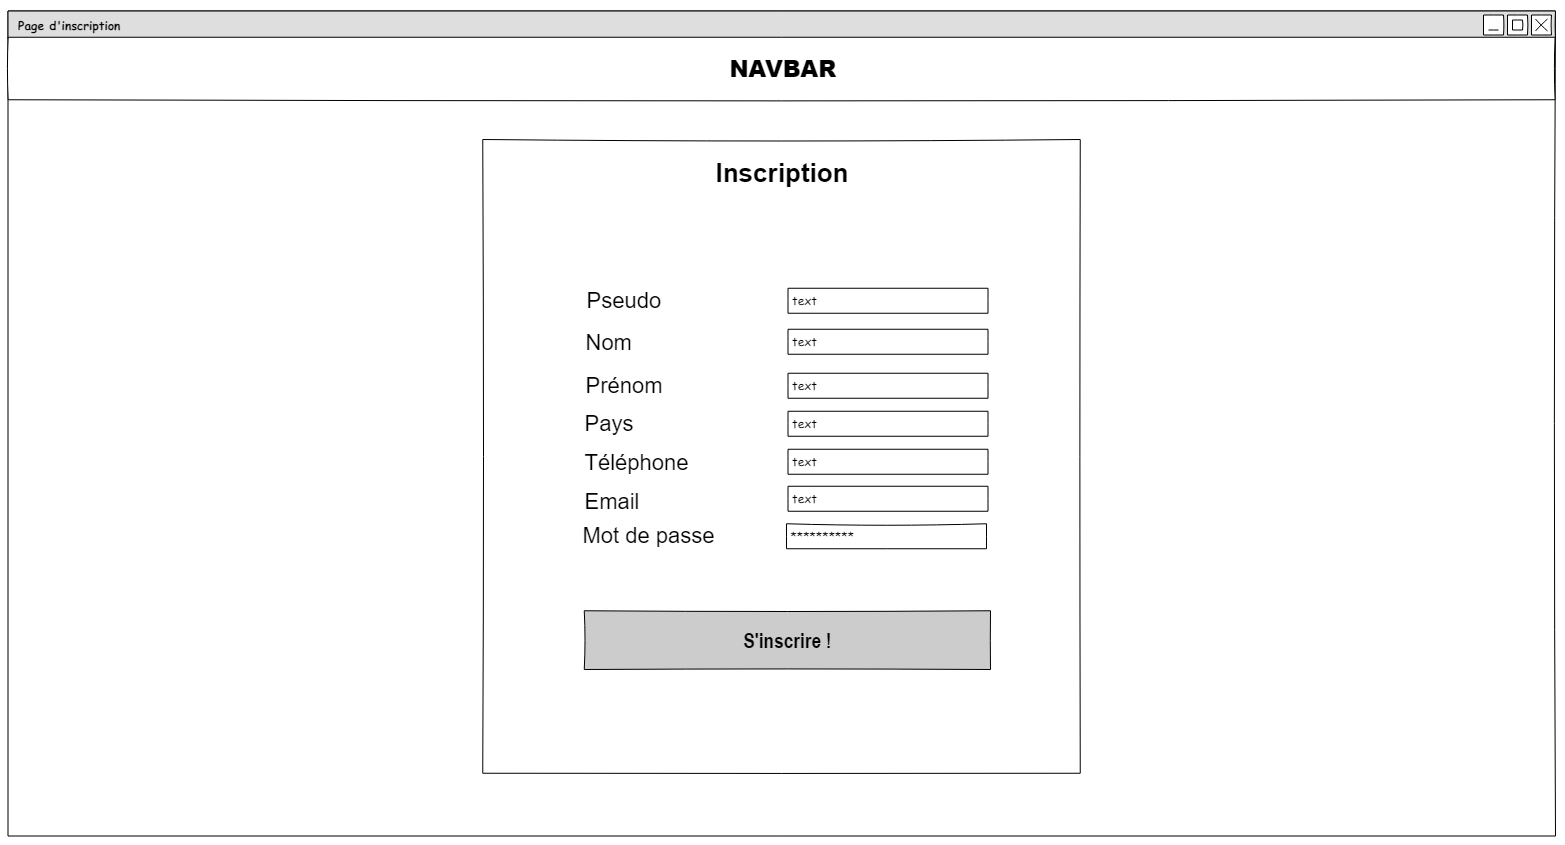 Page d'inscription
NAVBAR
Inscription
Pseudo text
Nom text
Prénom text
Pays text
Téléphone text
Email text
Mot de passe **********
S'inscrire !